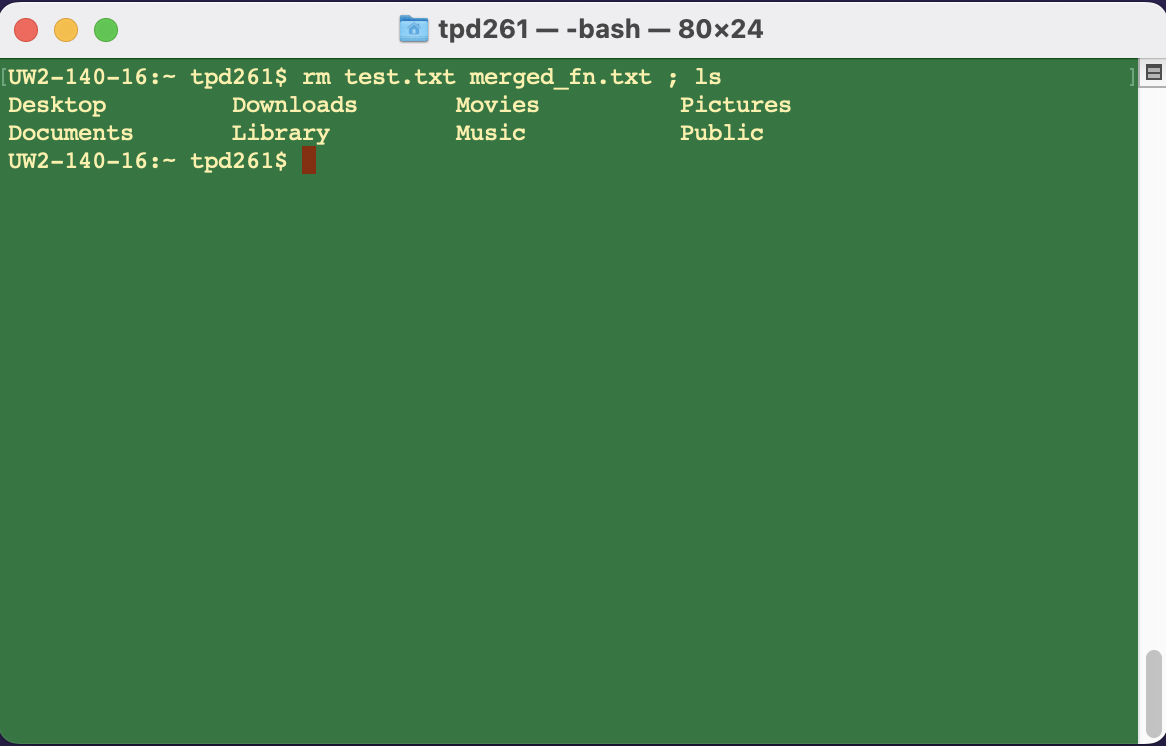 tpd261 — -bash — 80×24
[UW2-140-16:~ tpd261$ rm test.txt merged_fn.txt ; ls ]
Desktop Downloads Movies Pictures
Documents Library Music Public
UW2-140-16:~ tpd261$